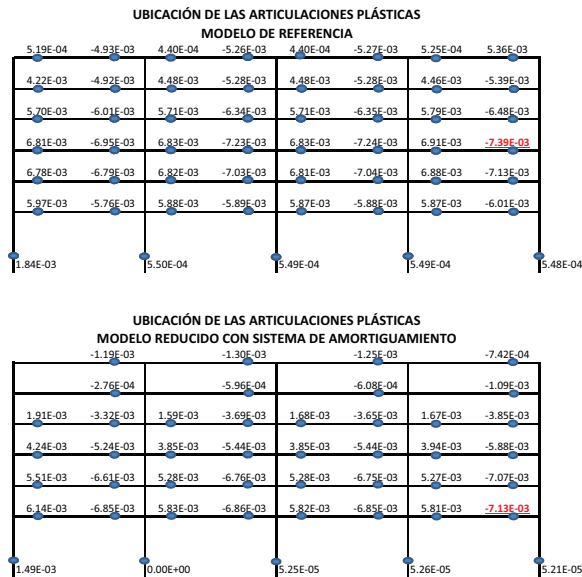 UBICACIÓN DE LAS ARTICULACIONES PLÁSTICAS
MODELO DE REFERENCIA
5.19E-04 -4.93E-03 4.40E-04 -5.26E-03 4.40E-04 -5.27E-03 5.25E-04 5.36E-03
4.22E-03 -4.92E-03 4.48E-03 -5.28E-03 4.48E-03 -5.28E-03 4.46E-03 -5.39E-03
5.70E-03 -6.01E-03 5.71E-03 -6.34E-03 5.71E-03 -6.35E-03 5.79E-03 -6.48E-03
6.81E-03 -6.95E-03 6.83E-03 -7.23E-03 6.83E-03 -7.24E-03 6.91E-03 -7.39E-03
6.78E-03 -6.79E-03 6.82E-03 -7.03E-03 6.81E-03 -7.04E-03 6.88E-03 -7.13E-03
5.97E-03 -5.76E-03 5.88E-03 -5.89E-03 5.87E-03 -5.88E-03 5.87E-03 -6.01E-03
1.84E-03 5.50E-04 5.49E-04 5.49E-04 5.48E-04
UBICACIÓN DE LAS ARTICULACIONES PLÁSTICAS
MODELO REDUCIDO CON SISTEMA DE AMORTIGUAMIENTO
-1.19E-03 -1.30E-03 -1.25E-03 -7.42E-04
-2.76E-04 -5.96E-04 -6.08E-04 -1.09E-03
1.91E-03 -3.32E-03 1.59E-03 -3.69E-03 1.68E-03 -3.65E-03 1.67E-03 -3.85E-03
4.24E-03 -5.24E-03 3.85E-03 -5.44E-03 3.85E-03 -5.44E-03 3.94E-03 -5.88E-03
5.51E-03 -6.61E-03 5.28E-03 -6.76E-03 5.28E-03 -6.75E-03 5.27E-03 -7.07E-03
6.14E-03 -6.85E-03 5.83E-03 -6.86E-03 5.82E-03 -6.85E-03 5.81E-03 -7.13E-03
1.49E-03 0.00E+00 5.25E-05 5.26E-05 5.21E-05